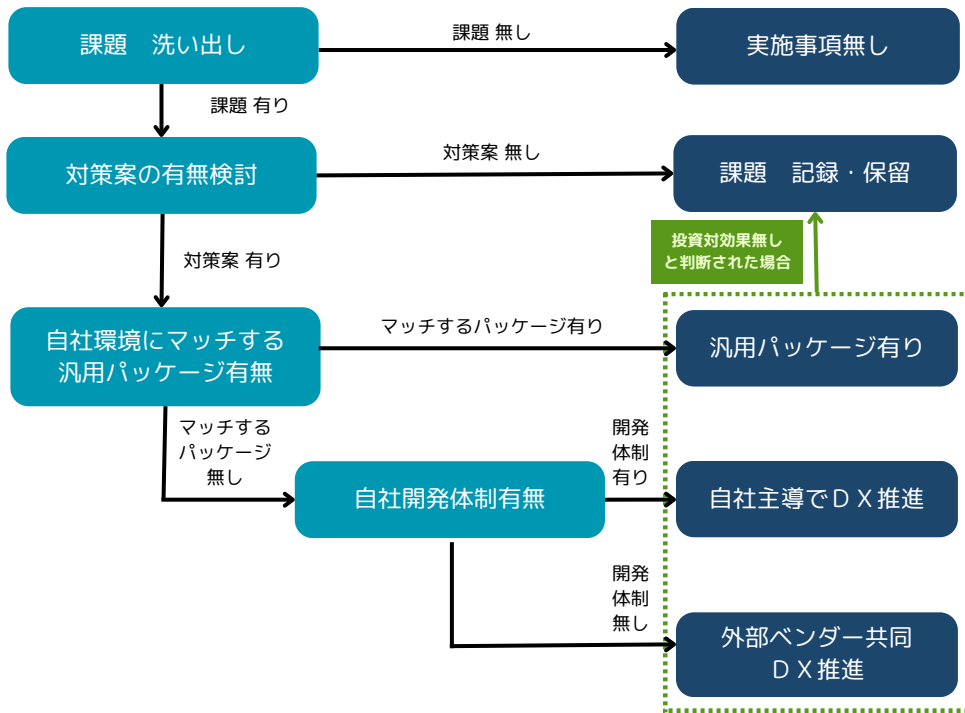 課題　洗い出し
課題 無し
実施事項無し
課題 有り
対策案の有無検討
対策案 無し
課題　記録・保留
投資対効果無し
と判断された場合
対策案 有り
自社環境にマッチする
汎用パッケージ有無
マッチするパッケージ有り
汎用パッケージ有り
マッチする
パッケージ
無し
自社開発体制有無
開発
体制
有り
自社主導でＤＸ推進
開発
体制
無し
外部ベンダー共同
ＤＸ推進